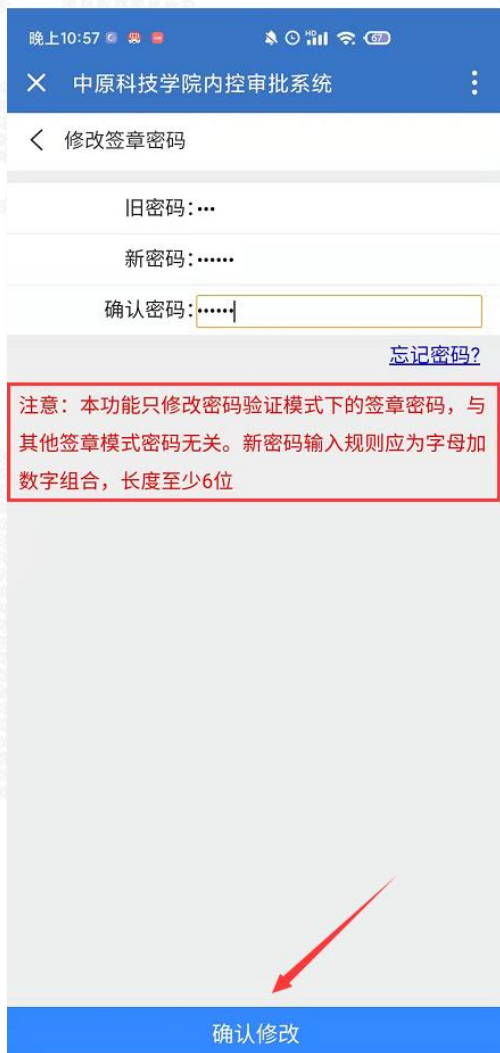 晚上10:57
67
中原科技学院内控审批系统
修改签章密码
旧密码：•••
新密码：••••••
确认密码：••••••
忘记密码?
注意：本功能只修改密码验证模式下的签章密码，与
其他签章模式密码无关。新密码输入规则应为字母加
数字组合，长度至少6位
确认修改